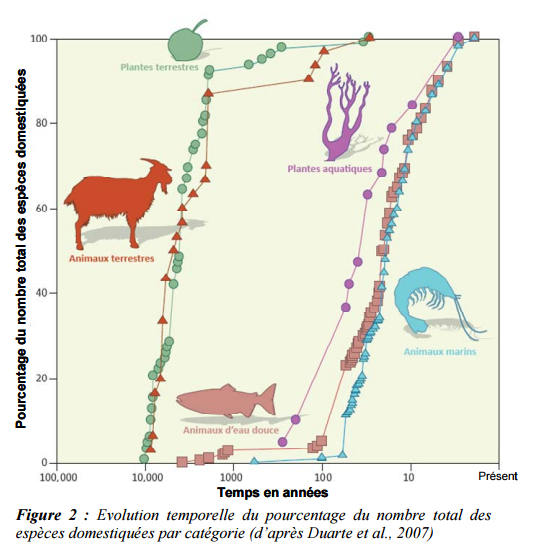 Pourcentage du nombre total des espèces domestiquées
100
80
60
40
20
0
Plantes terrestres
Plantes aquatiques
Animaux terrestres
Animaux marins
Animaux d'eau douce
100,000
10,000
1000
100
10
Présent
Temps en années
Figure 2 : Evolution temporelle du pourcentage du nombre total des
espèces domestiquées par catégorie (d'après Duarte et al., 2007)